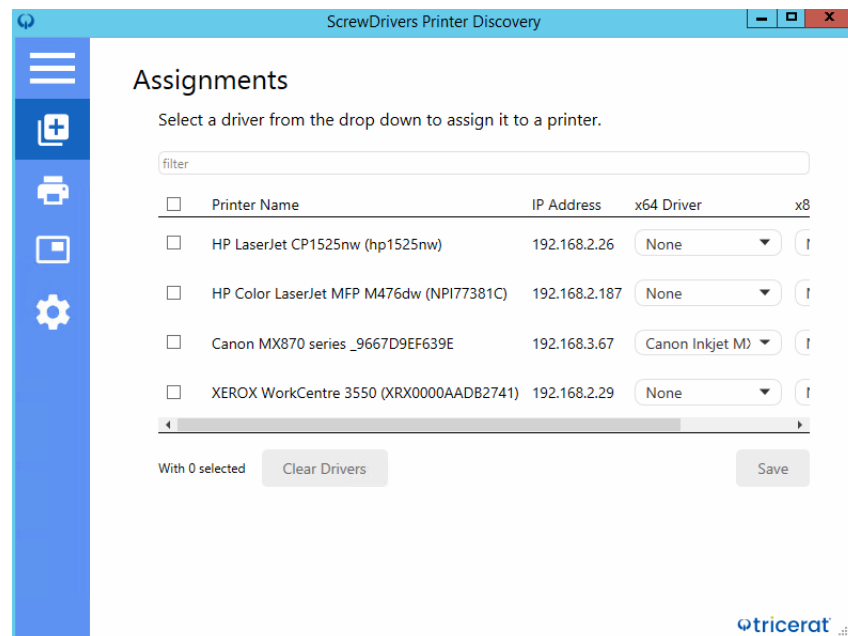 ScrewDrivers Printer Discovery
Assignments
Select a driver from the drop down to assign it to a printer.
filter
Printer Name IP Address x64 Driver x8
HP LaserJet CP1525nw (hp1525nw) 192.168.2.26 None
HP Color LaserJet MFP M476dw (NPI77381C) 192.168.2.187 None
Canon MX870 series _9667D9EF639E 192.168.3.67 Canon Inkjet MX
XEROX WorkCentre 3550 (XRX0000AADB2741) 192.168.2.29 None
With 0 selected Clear Drivers Save
tricerat